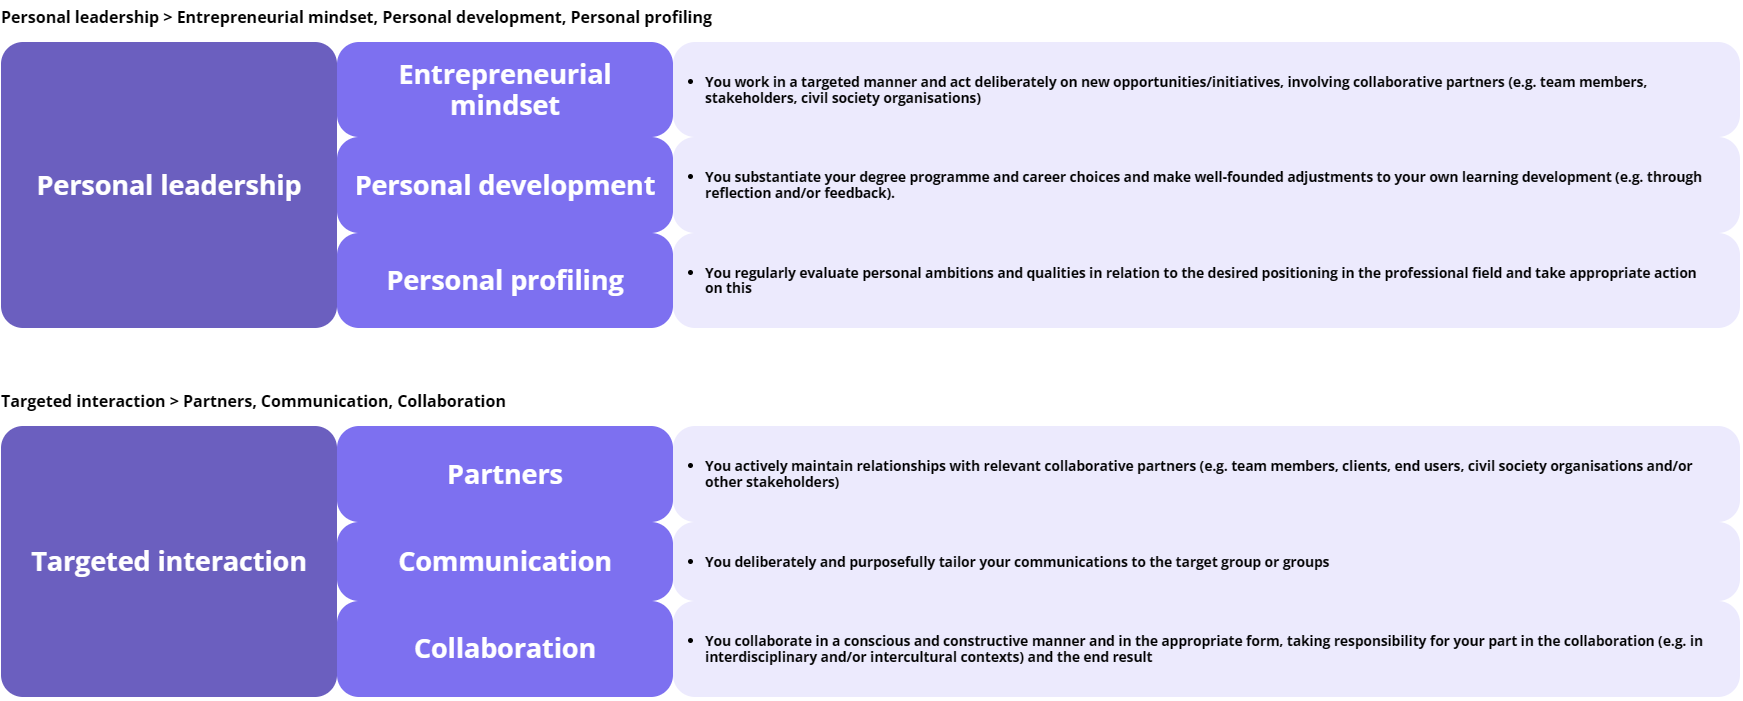 Personal leadership > Entrepreneurial mindset, Personal development, Personal profiling
Personal leadership
Entrepreneurial
mindset
• You work in a targeted manner and act deliberately on new opportunities/initiatives, involving collaborative partners (e.g. team members,
stakeholders, civil society organisations)
Personal development
• You substantiate your degree programme and career choices and make well-founded adjustments to your own learning development (e.g. through
reflection and/or feedback).
Personal profiling
• You regularly evaluate personal ambitions and qualities in relation to the desired positioning in the professional field and take appropriate action
on this
Targeted interaction > Partners, Communication, Collaboration
Targeted interaction
Partners
• You actively maintain relationships with relevant collaborative partners (e.g. team members, clients, end users, civil society organisations and/or
other stakeholders)
Communication
• You deliberately and purposefully tailor your communications to the target group or groups
Collaboration
• You collaborate in a conscious and constructive manner and in the appropriate form, taking responsibility for your part in the collaboration (e.g. in
interdisciplinary and/or intercultural contexts) and the end result